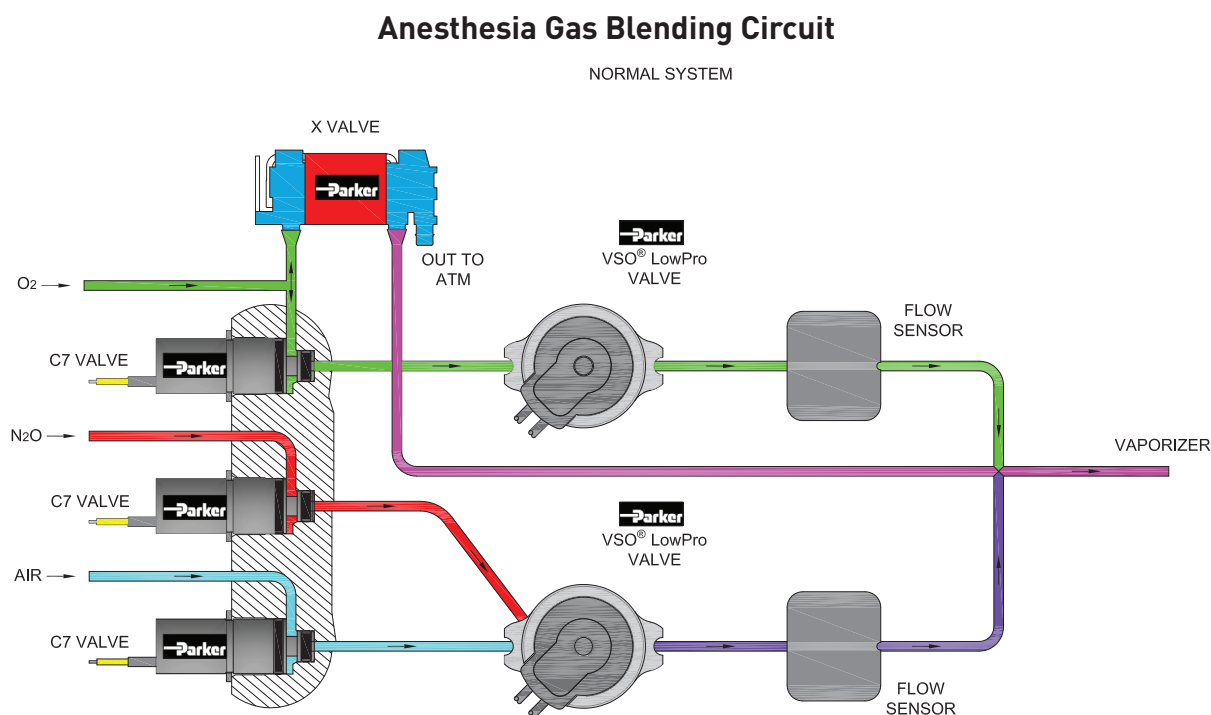 Anesthesia Gas Blending Circuit
NORMAL SYSTEM
X VALVE
Parker
OUT TO
ATM
Parker
VSO® LowPro
VALVE
O2
FLOW
SENSOR
C7 VALVE
Parker
N2O
VAPORIZER
C7 VALVE
Parker
Parker
VSO® LowPro
VALVE
AIR
C7 VALVE
Parker
FLOW
SENSOR